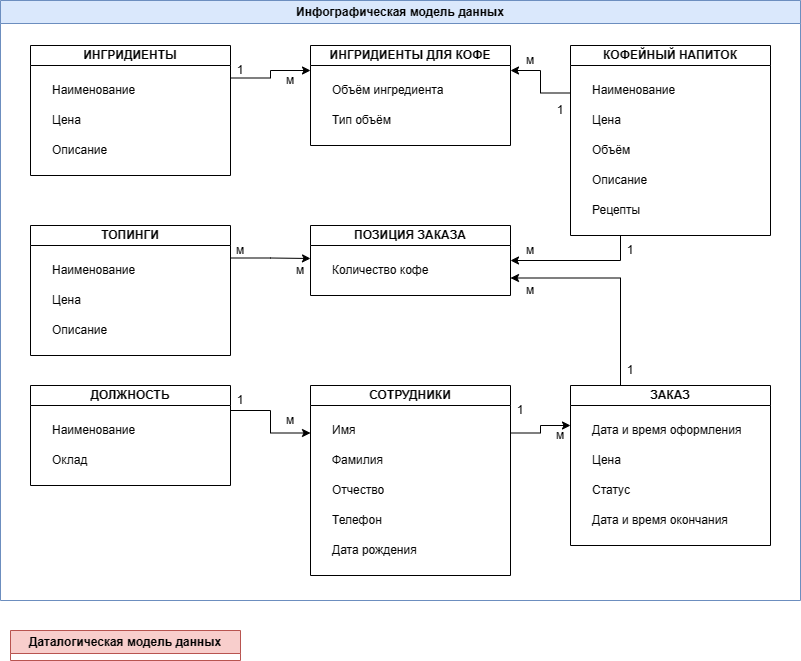 Инфографическая модель данных
ИНГРИДИЕНТЫ
Наименование
Цена
Описание
1
м
ИНГРИДИЕНТЫ ДЛЯ КОФЕ
Объём ингредиента
Тип объём
м
1
КОФЕЙНЫЙ НАПИТОК
Наименование
Цена
Объём
Описание
Рецепты
ТОПИНГИ
Наименование
Цена
Описание
м
м
ПОЗИЦИЯ ЗАКАЗА
Количество кофе
м
1
м
1
ДОЛЖНОСТЬ
Наименование
Оклад
1
м
СОТРУДНИКИ
Имя
Фамилия
Отчество
Телефон
Дата рождения
1
м
ЗАКАЗ
Дата и время оформления
Цена
Статус
Дата и время окончания
Даталогическая модель данных